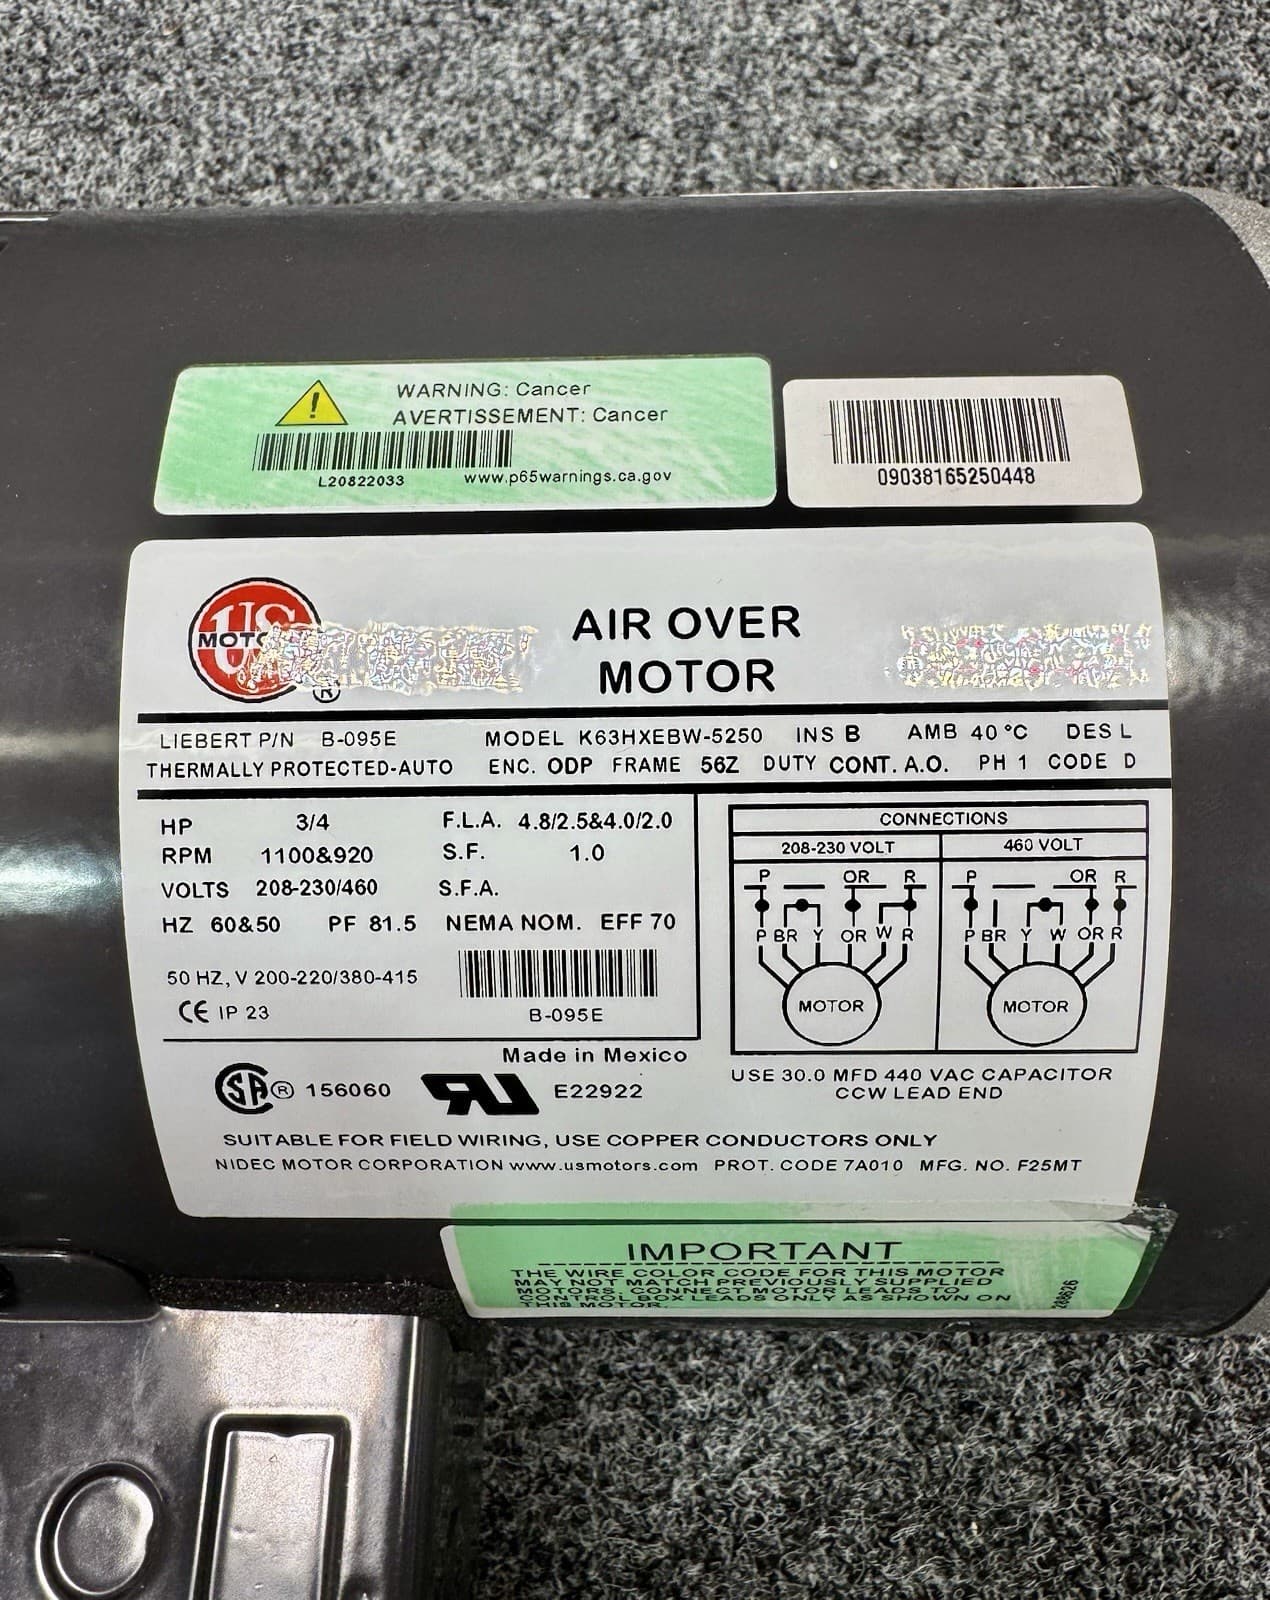 WARNING: Cancer
AVERTISSEMENT: Cancer
L20822033 www.p65warnings.ca.gov
09038165250448
US
MOTO
®
AIR OVER
MOTOR
LIEBERT P/N B-095E MODEL K63HXEBW-5250 INS B AMB 40 °C DES L
THERMALLY PROTECTED-AUTO ENC. ODP FRAME 56Z DUTY CONT. A.O. PH 1 CODE D
HP 3/4 F.L.A. 4.8/2.5&4.0/2.0
RPM 1100&920 S.F. 1.0
VOLTS 208-230/460 S.F.A.
HZ 60&50 PF 81.5 NEMA NOM. EFF 70
50 HZ, V 200-220/380-415
CE IP 23
B-095E
CONNECTIONS
208-230 VOLT 460 VOLT
P OR R P OR R
P BR Y OR W R P BR Y W OR R
MOTOR MOTOR
Made in Mexico
SA ® 156060 RU E22922
USE 30.0 MFD 440 VAC CAPACITOR
CCW LEAD END
SUITABLE FOR FIELD WIRING, USE COPPER CONDUCTORS ONLY
NIDEC MOTOR CORPORATION www.usmotors.com PROT. CODE 7A010 MFG. NO. F25MT
IMPORTANT
THE WIRE COLOR CODE FOR THIS MOTOR
MAY NOT MATCH PREVIOUSLY SUPPLIED
MOTORS. CONNECT MOTOR LEADS TO
CONTROL BOX LEADS ONLY AS SHOWN ON
THIS MOTOR.